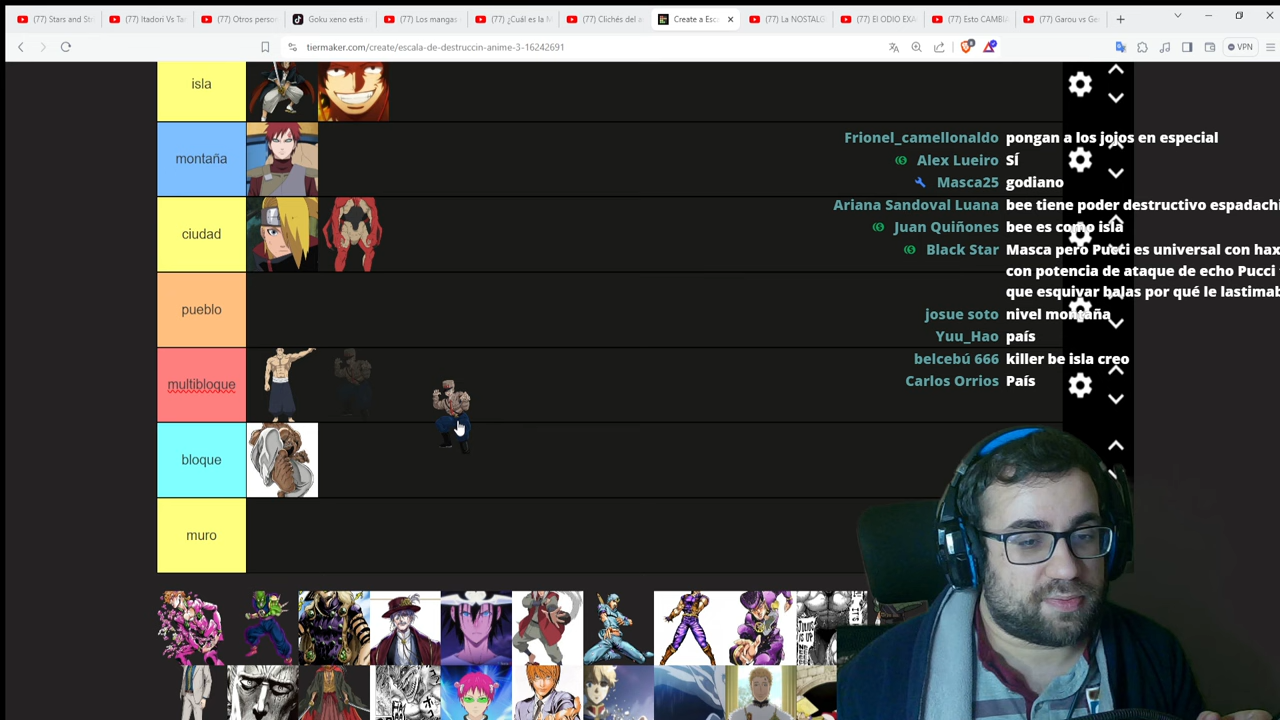 (77) Stars and Str
(77) Itadori Vs Ta
(77) Otros perso
Goku xeno está
(77) Los mangas
(77) ¿Cuál es la M
(77) Clichés del a
Create a Esc
(77) La NOSTALG
(77) El ODIO EXA
(77) Esto CAMBIA
(77) Garou vs Ge
tiermaker.com/create/escala-de-destruccin-anime-3-16242691
VPN
isla
montaña
ciudad
pueblo
multibloque
bloque
muro
Frionel_camellonaldo pongan a los jojos en especial
Alex Lueiro SÍ
Masca25 godiano
Ariana Sandoval Luana bee tiene poder destructivo espadachi
Juan Quiñones bee es como isla
Black Star Masca pero Pucci es universal con hax
con potencia de ataque de echo Pucci
que esquivar balas por qué le lastimab
josue soto nivel montaña
Yuu_Hao país
belcebú 666 killer be isla creo
Carlos Orrios País